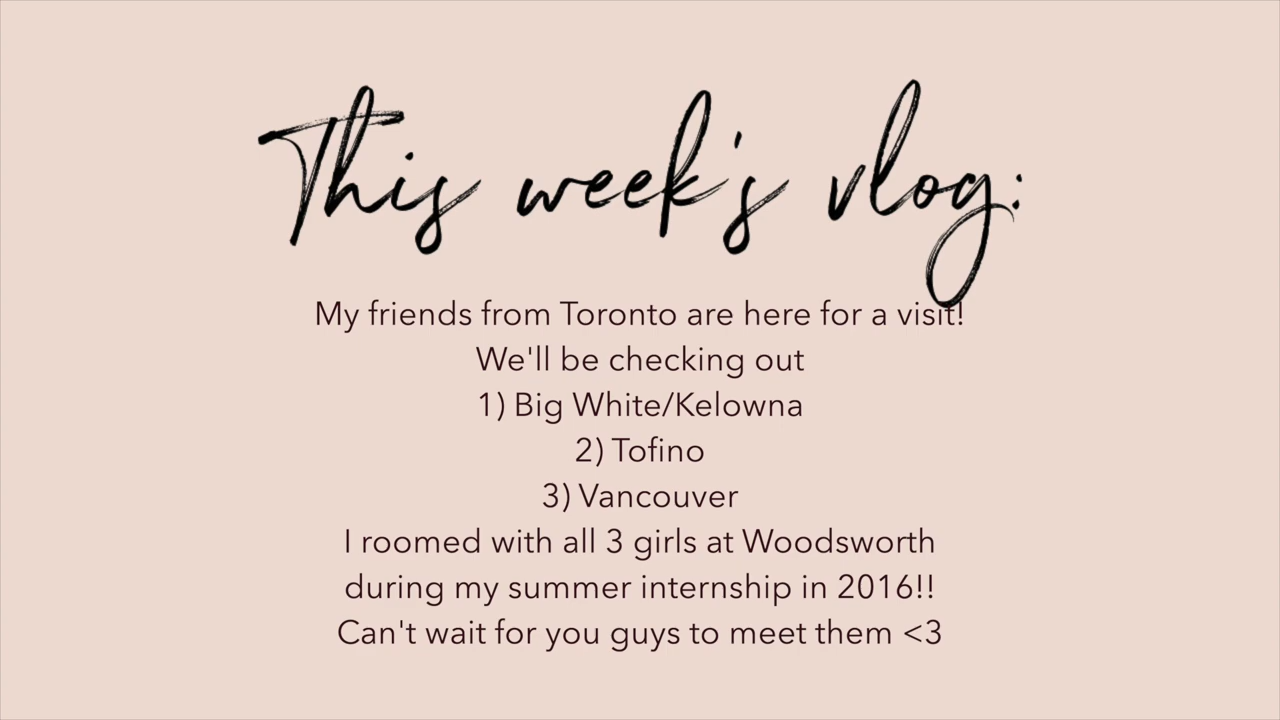 This week's vlog:
My friends from Toronto are here for a visit!
We'll be checking out
1) Big White/Kelowna
2) Tofino
3) Vancouver
I roomed with all 3 girls at Woodsworth
during my summer internship in 2016!!
Can't wait for you guys to meet them <3